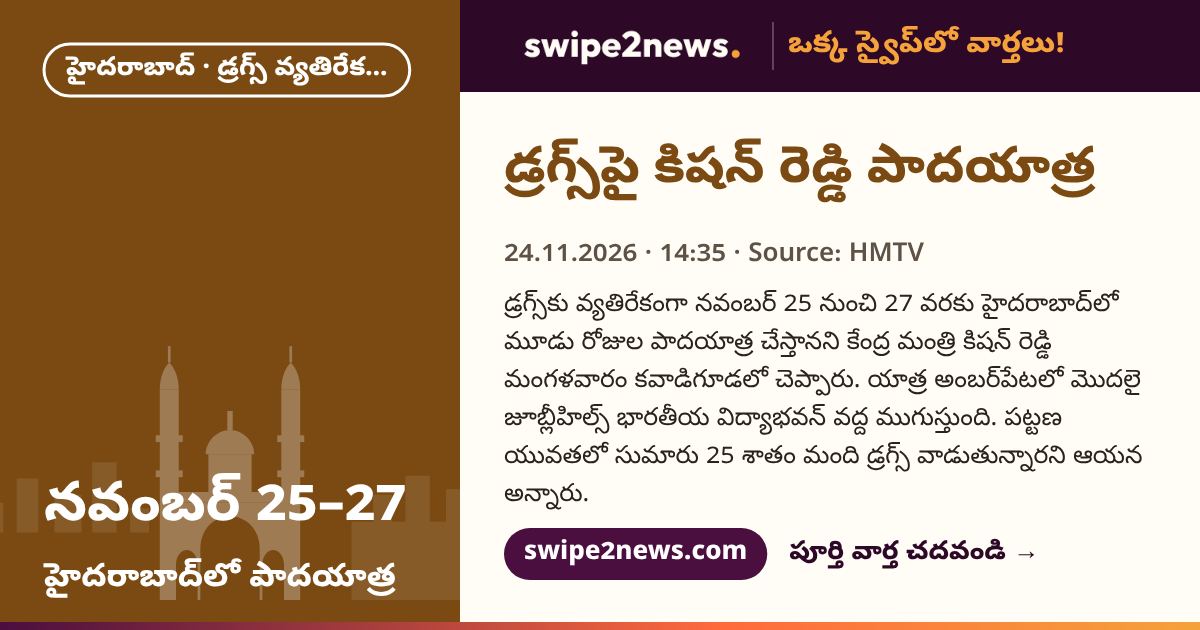 హైదరాబాద్ · డ్రగ్స్ వ్యతిరేక...
నవంబర్ 25–27
హైదరాబాద్‌లో పాదయాత్ర
swipe2news.
ఒక్క స్వైప్‌లో వార్తలు!
డ్రగ్స్‌పై కిషన్ రెడ్డి పాదయాత్ర
24.11.2026 · 14:35 · Source: HMTV
డ్రగ్స్‌కు వ్యతిరేకంగా నవంబర్ 25 నుంచి 27 వరకు హైదరాబాద్‌లో
మూడు రోజుల పాదయాత్ర చేస్తానని కేంద్ర మంత్రి కిషన్ రెడ్డి
మంగళవారం కవాడిగూడలో చెప్పారు. యాత్ర అంబర్‌పేటలో మొదలై
జూబ్లీహిల్స్ భారతీయ విద్యాభవన్ వద్ద ముగుస్తుంది. పట్టణ
యువతలో సుమారు 25 శాతం మంది డ్రగ్స్ వాడుతున్నారని ఆయన
అన్నారు.
swipe2news.com
పూర్తి వార్త చదవండి →